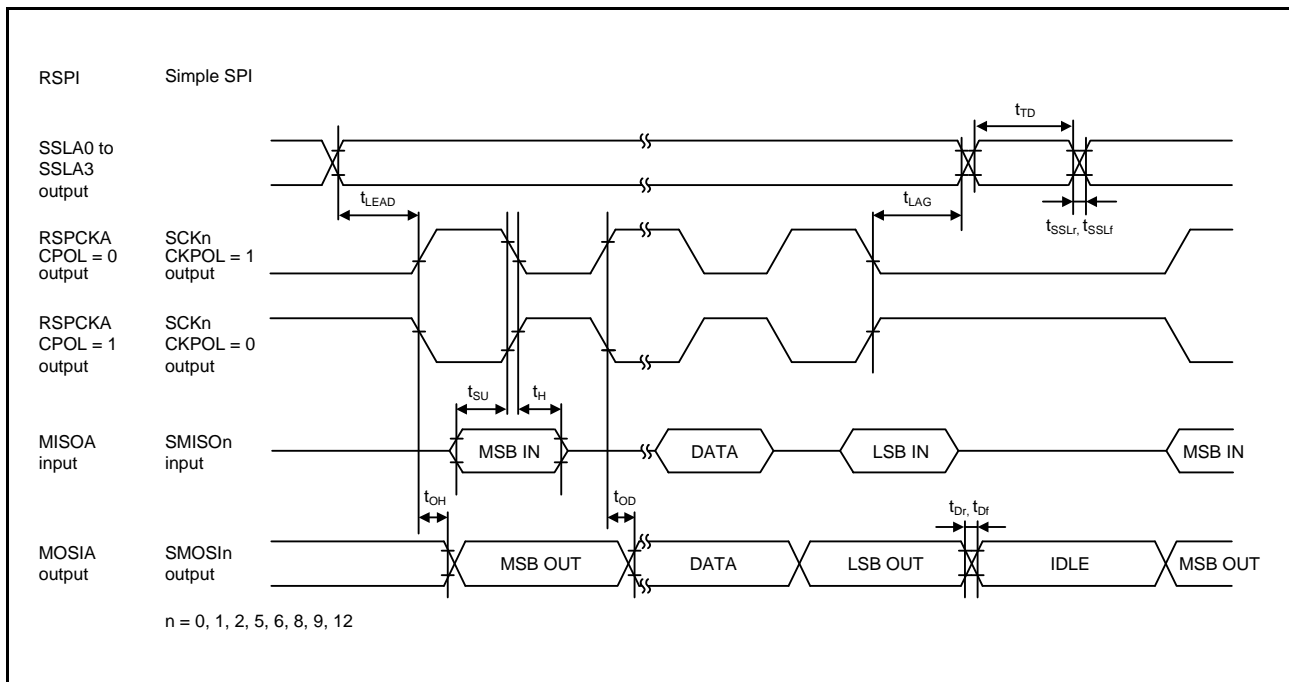 RSPI Simple SPI
tTD
SSLA0 to
SSLA3
output
tLEAD
tLAG
tSSLr, tSSLf
RSPCKA SCKn
CPOL = 0 CKPOL = 1
output output
RSPCKA SCKn
CPOL = 1 CKPOL = 0
output output
tSU tH
MISOA SMISOn
input input
MSB IN DATA LSB IN MSB IN
tOH tOD tDr, tDf
MOSIA SMOSIn
output output
MSB OUT DATA LSB OUT IDLE MSB OUT
n = 0, 1, 2, 5, 6, 8, 9, 12